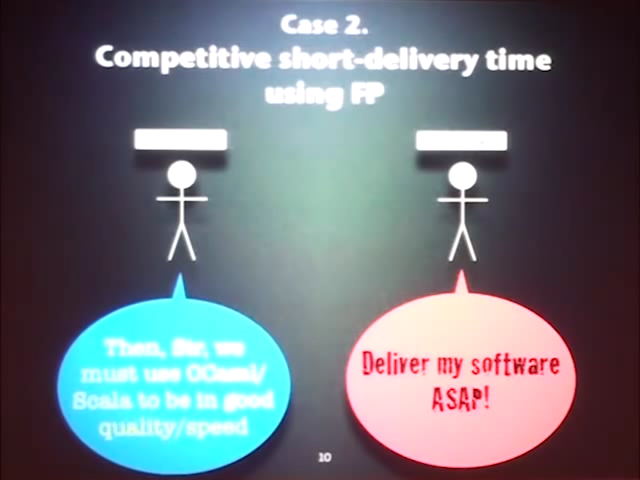 Case 2.
Competitive short-delivery time
using FP
Then, Sir, we
must use OCaml/
Scala to be in good
quality/speed
Deliver my software
ASAP!
10